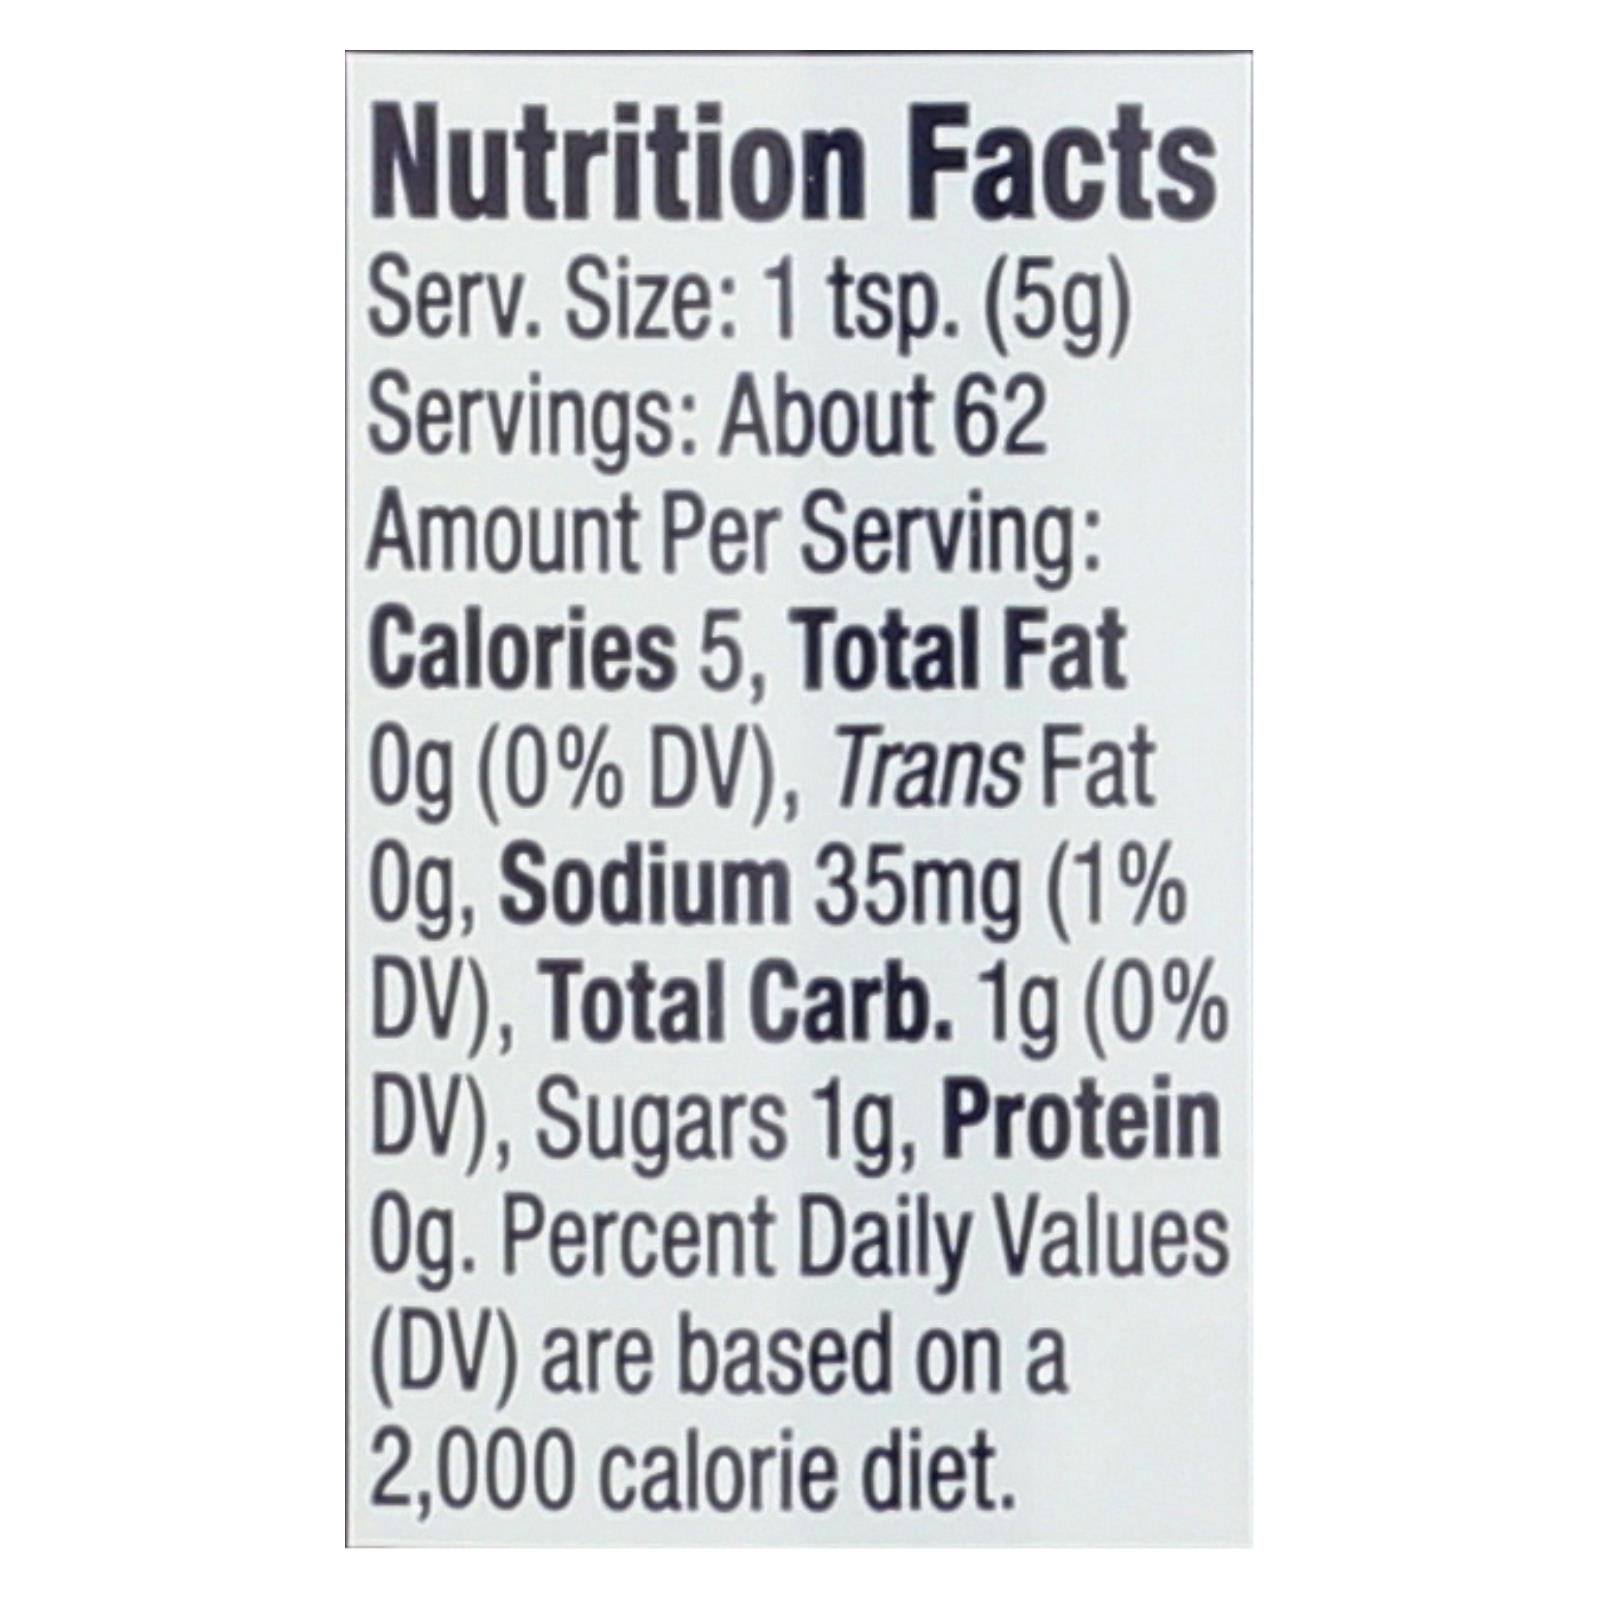 Nutrition Facts
Serv. Size: 1 tsp. (5g)
Servings: About 62
Amount Per Serving:
Calories 5, Total Fat
0g (0% DV), Trans Fat
0g, Sodium 35mg (1%
DV), Total Carb. 1g (0%
DV), Sugars 1g, Protein
0g. Percent Daily Values
(DV) are based on a
2,000 calorie diet.